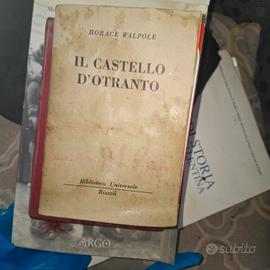 HORACE WALPOLE
IL CASTELLO
D'OTRANTO
Biblioteca Universale
Rizzoli
ARGO
STORIA
subito